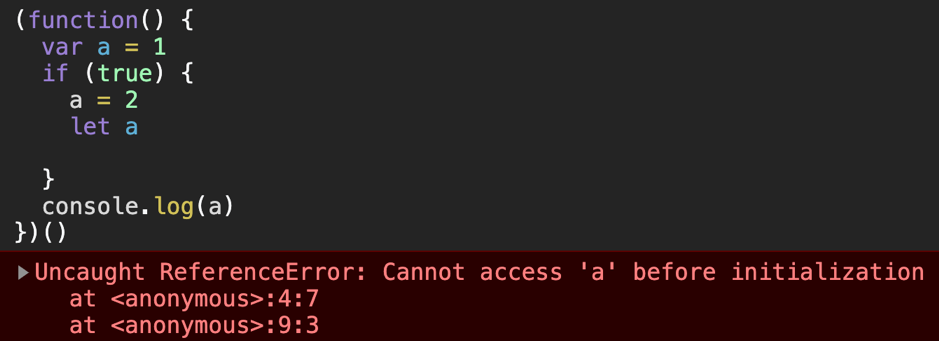 (function() {
  var a = 1
  if (true) {
    a = 2
    let a

  }
  console.log(a)
})()
▶Uncaught ReferenceError: Cannot access 'a' before initialization
    at <anonymous>:4:7
    at <anonymous>:9:3